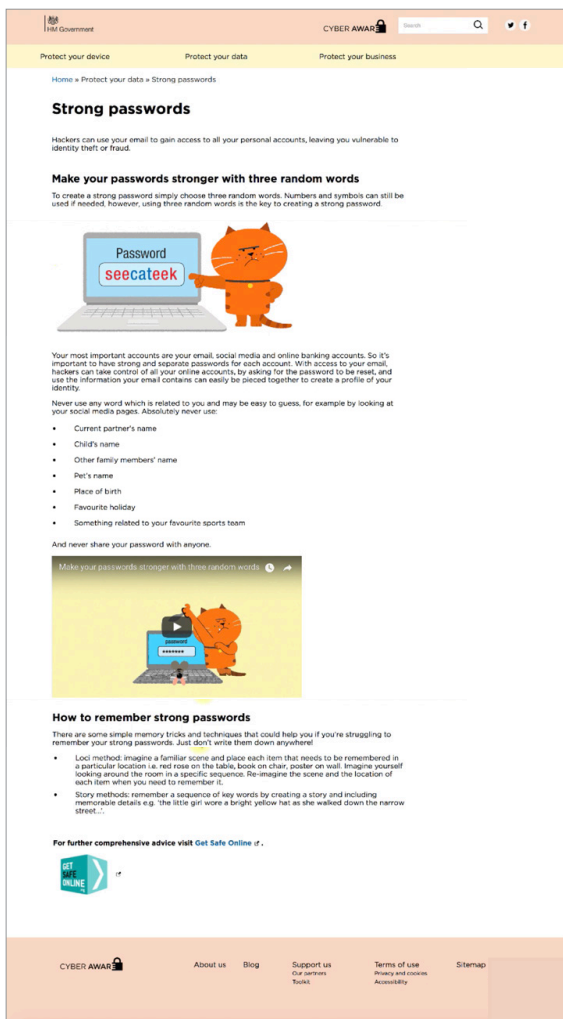 HM Government
CYBER AWARE
Search
Protect your device
Protect your data
Protect your business
Home » Protect your data » Strong passwords
Strong passwords
Hackers can use your email to gain access to all your personal accounts, leaving you vulnerable to
identity theft or fraud.
Make your passwords stronger with three random words
To create a strong password simply choose three random words. Numbers and symbols can still be
used if needed, however, using three random words is the key to creating a strong password.
Password
seecateek
Your most important accounts are your email, social media and online banking accounts. So it's
important to have strong and separate passwords for each account. With access to your email,
hackers can take control of all your online accounts, by asking for the password to be reset, and
use the information your email contains can easily be pieced together to create a profile of your
identity.
Never use any word which is related to you and may be easy to guess, for example by looking at
your social media pages. Absolutely never use:
• Current partner's name
• Child's name
• Other family members' name
• Pet's name
• Place of birth
• Favourite holiday
• Something related to your favourite sports team
And never share your password with anyone.
Make your passwords stronger with three random words
password
*******
How to remember strong passwords
There are some simple memory tricks and techniques that could help you if you're struggling to
remember your strong passwords. Just don't write them down anywhere!
• Loci method: imagine a familiar scene and place each item that needs to be remembered in
a particular location i.e. red rose on the table, book on chair, poster on wall. Imagine yourself
looking around the room in a specific sequence. Re-imagine the scene and the location of
each item when you need to remember it.
• Story methods: remember a sequence of key words by creating a story and including
memorable details e.g. 'the little girl wore a bright yellow hat as she walked down the narrow
street...'.
For further comprehensive advice visit Get Safe Online.
GET
SAFE
ONLINE
CYBER AWARE
About us
Blog
Support us
Our partners
Toolkit
Terms of use
Privacy and cookies
Accessibility
Sitemap